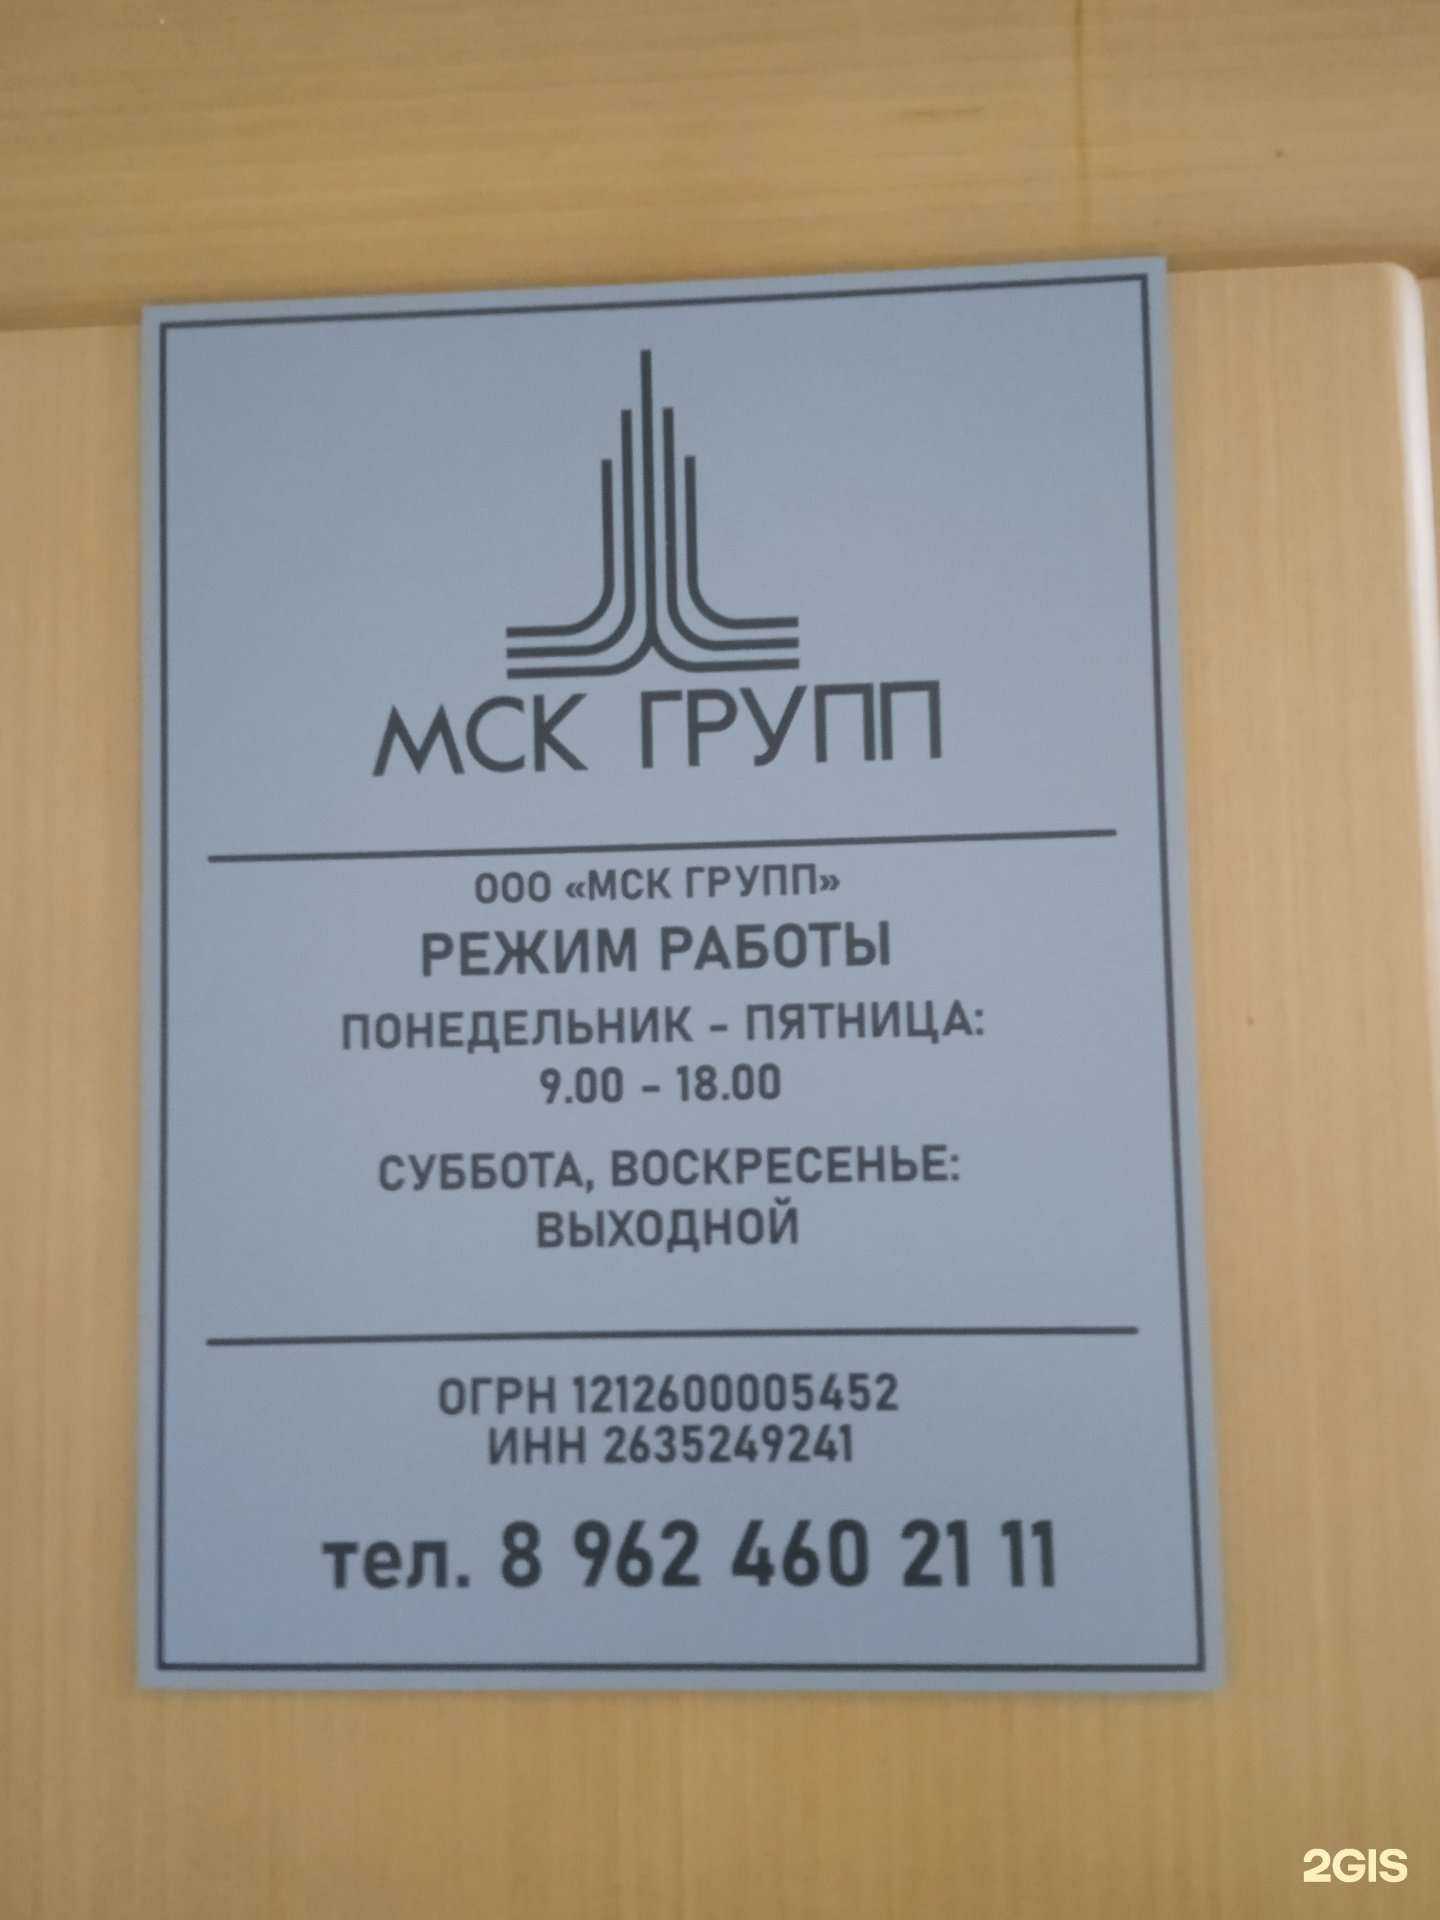 МСК ГРУПП
ООО «МСК ГРУПП»
РЕЖИМ РАБОТЫ
ПОНЕДЕЛЬНИК - ПЯТНИЦА:
9.00 - 18.00
СУББОТА, ВОСКРЕСЕНЬЕ:
ВЫХОДНОЙ
ОГРН 1212600005452
ИНН 2635249241
тел. 8 962 460 21 11
2GIS